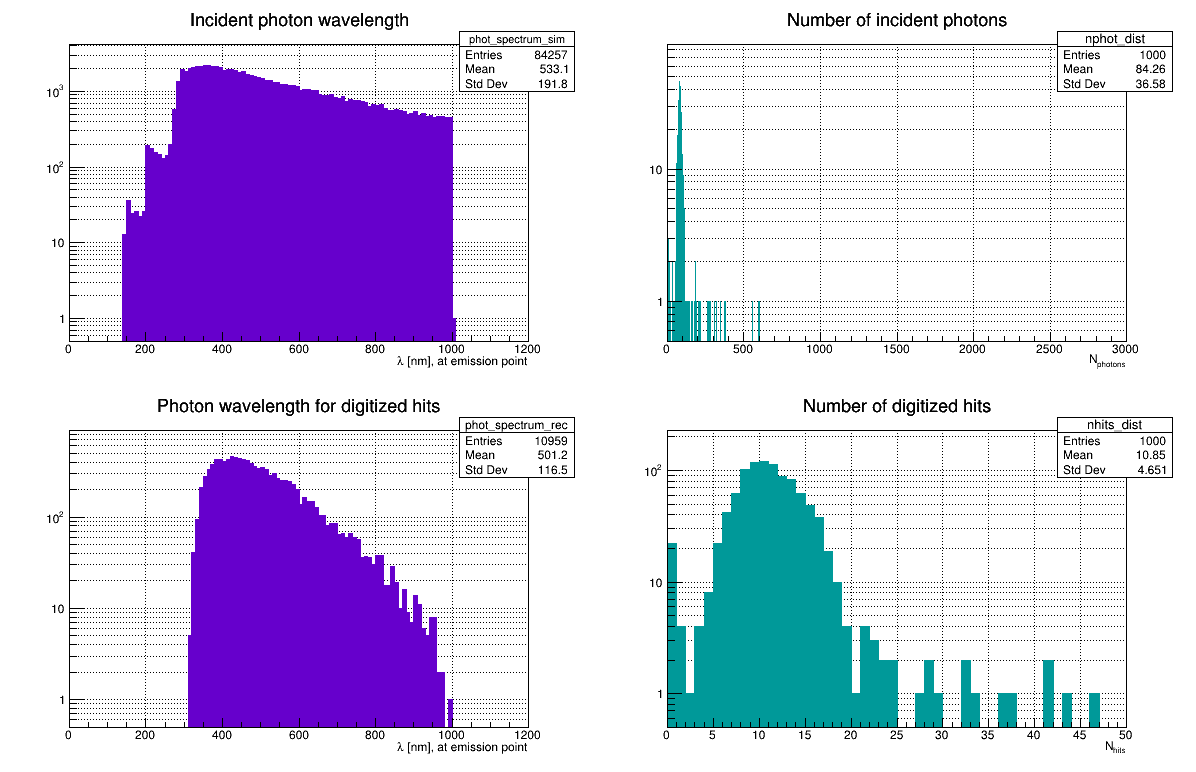 Incident photon wavelength
phot_spectrum_sim
Entries 84257
Mean 533.1
Std Dev 191.8
10³
10²
10
1
0 200 400 600 800 1000 1200
λ [nm], at emission point
Number of incident photons
nphot_dist
Entries 1000
Mean 84.26
Std Dev 36.58
10
1
0 500 1000 1500 2000 2500 3000
Nphotons
Photon wavelength for digitized hits
phot_spectrum_rec
Entries 10959
Mean 501.2
Std Dev 116.5
10²
10
1
0 200 400 600 800 1000 1200
λ [nm], at emission point
Number of digitized hits
nhits_dist
Entries 1000
Mean 10.85
Std Dev 4.651
10²
10
1
0 5 10 15 20 25 30 35 40 45 50
Nhits